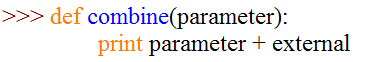 >>> def combine(parameter):
print parameter + external